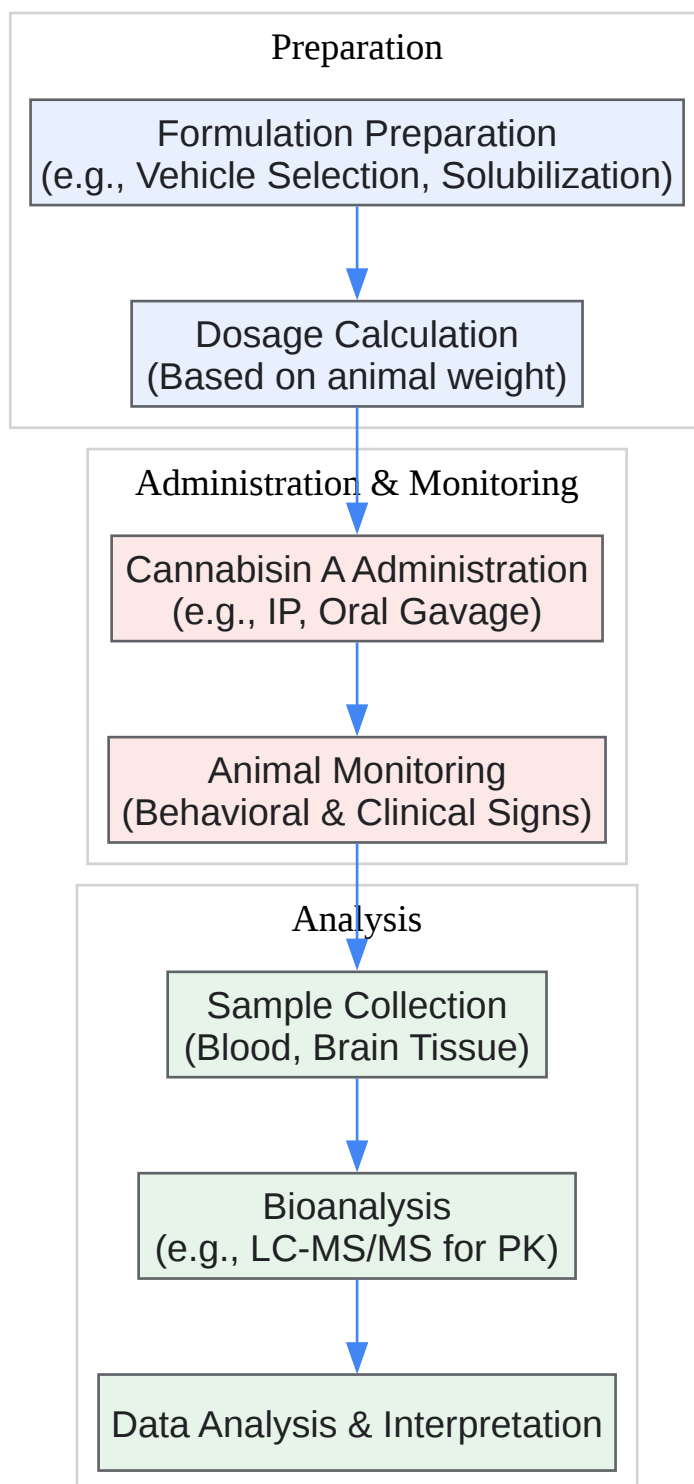 Preparation
Formulation Preparation
(e.g., Vehicle Selection, Solubilization)
Dosage Calculation
(Based on animal weight)
Administration & Monitoring
Cannabisin A Administration
(e.g., IP, Oral Gavage)
Animal Monitoring
(Behavioral & Clinical Signs)
Analysis
Sample Collection
(Blood, Brain Tissue)
Bioanalysis
(e.g., LC-MS/MS for PK)
Data Analysis & Interpretation